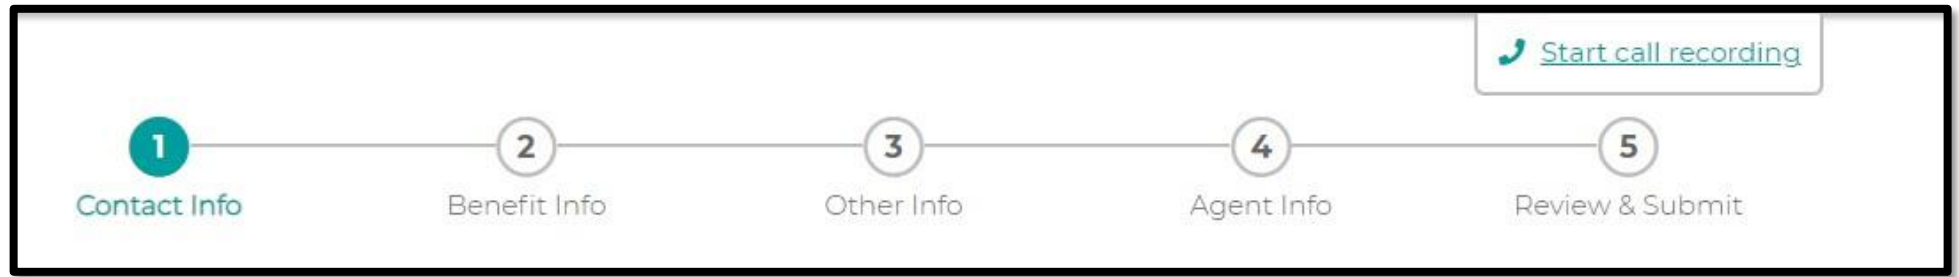 Start call recording
1 2 3 4 5
Contact Info Benefit Info Other Info Agent Info Review & Submit